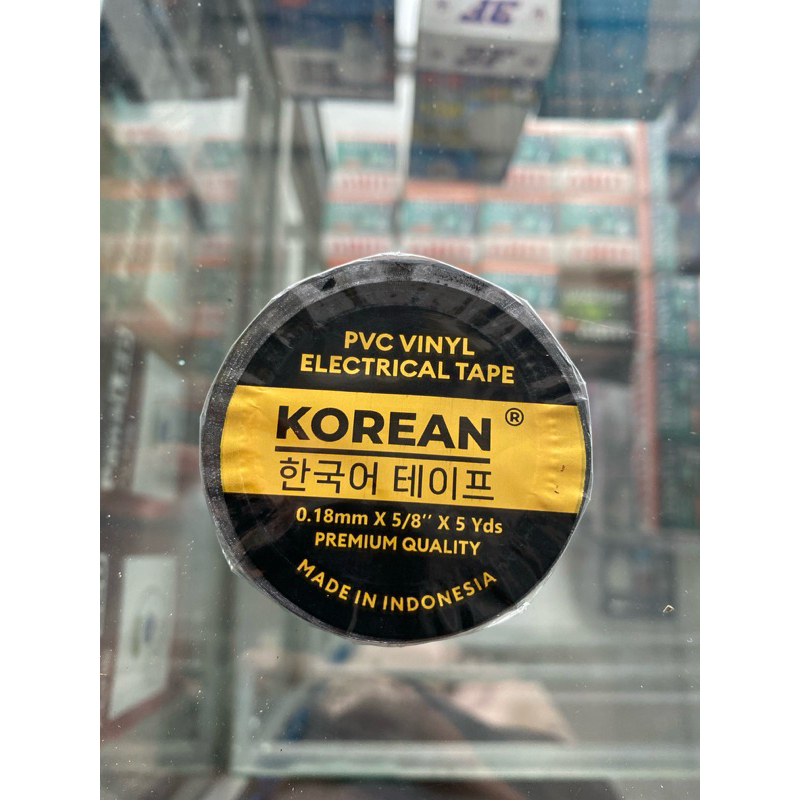 PVC VINYL
ELECTRICAL TAPE
KOREAN ®
한국어 테이프
0.18mm X 5/8’’ X 5 Yds
PREMIUM QUALITY
MADE IN INDONESIA